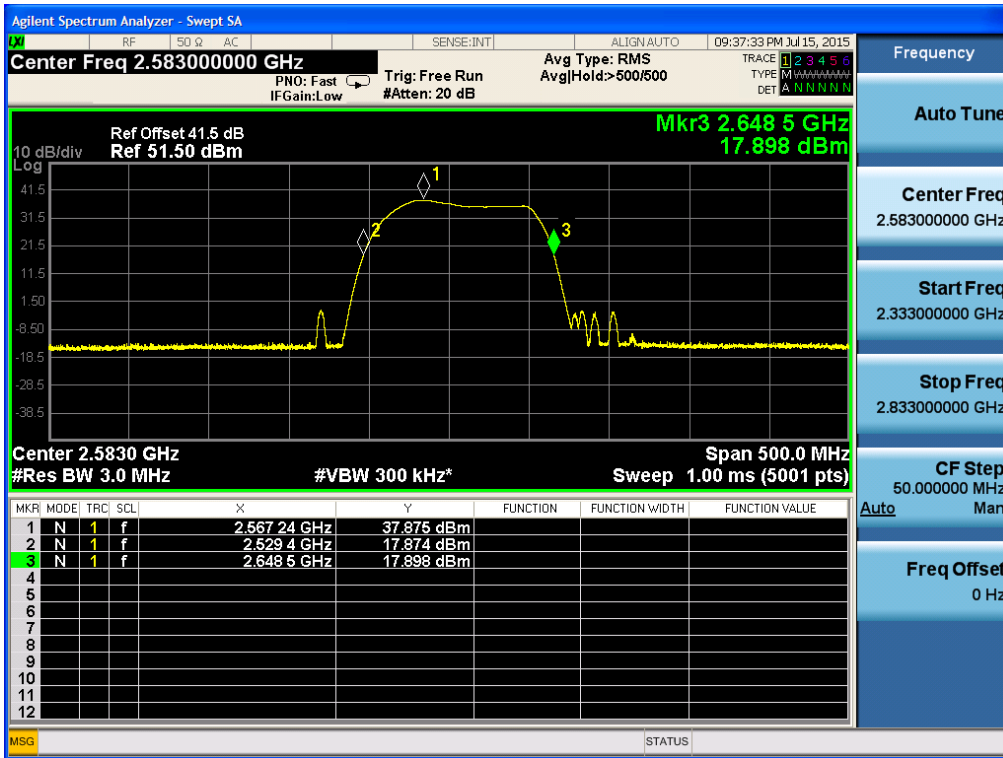 Agilent Spectrum Analyzer - Swept SA
LXI RF 50 Ω AC SENSE:INT ALIGN AUTO 09:37:33 PM Jul 15, 2015
Center Freq 2.583000000 GHz
PNO: Fast
IFGain:Low
Trig: Free Run
#Atten: 20 dB
Avg Type: RMS
Avg|Hold:>500/500
TRACE 1 2 3 4 5 6
TYPE M
DET A N N N N N
Mkr3 2.648 5 GHz
17.898 dBm
Ref Offset 41.5 dB
10 dB/div Ref 51.50 dBm
Log
41.5
31.5
21.5
11.5
1.50
-8.50
-18.5
-28.5
-38.5
1
2
3
Center 2.5830 GHz Span 500.0 MHz
#Res BW 3.0 MHz #VBW 300 kHz* Sweep 1.00 ms (5001 pts)
MKR MODE TRC SCL X Y FUNCTION FUNCTION WIDTH FUNCTION VALUE
1 N 1 f 2.567 24 GHz 37.875 dBm
2 N 1 f 2.529 4 GHz 17.874 dBm
3 N 1 f 2.648 5 GHz 17.898 dBm
4
5
6
7
8
9
10
11
12
MSG STATUS
Frequency
Auto Tune
Center Freq
2.583000000 GHz
Start Freq
2.333000000 GHz
Stop Freq
2.833000000 GHz
CF Step
50.000000 MHz
Auto Man
Freq Offset
0 Hz